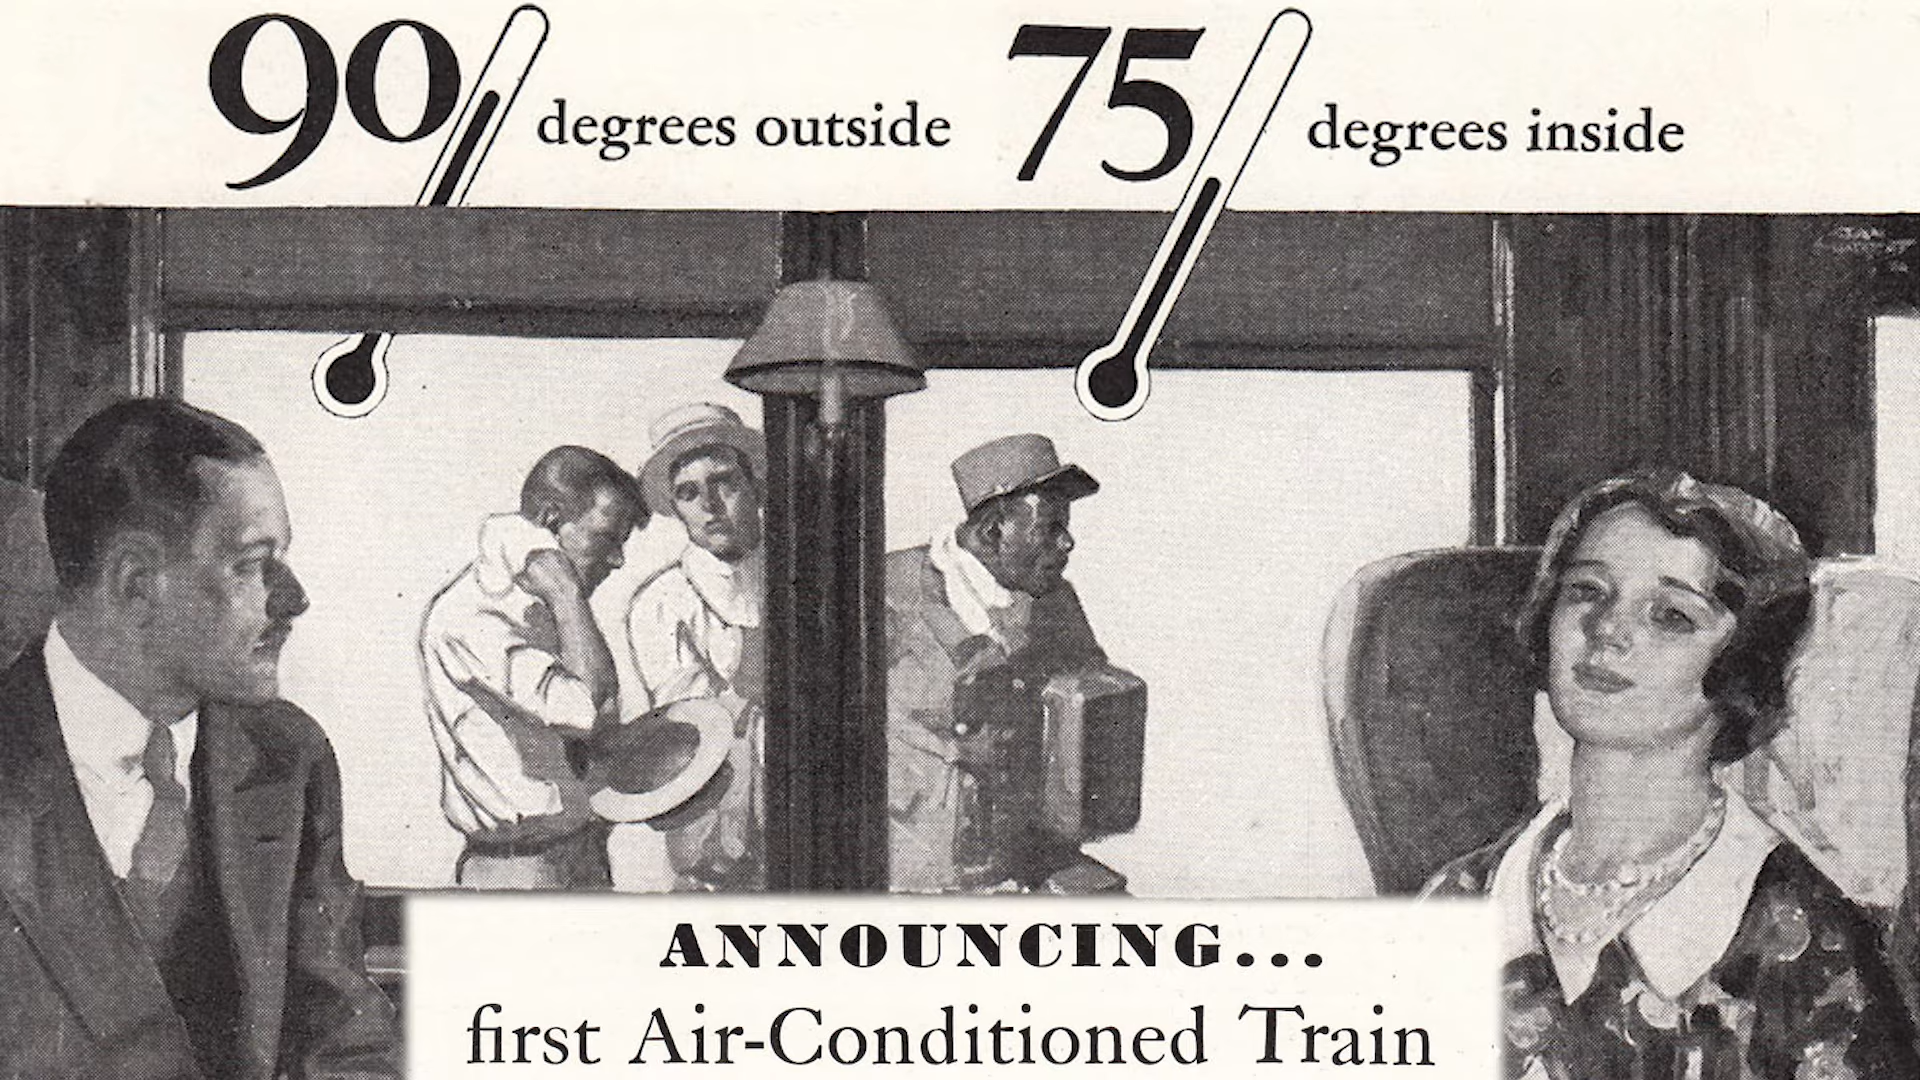 90 degrees outside 75 degrees inside
ANNOUNCING...
first Air-Conditioned Train